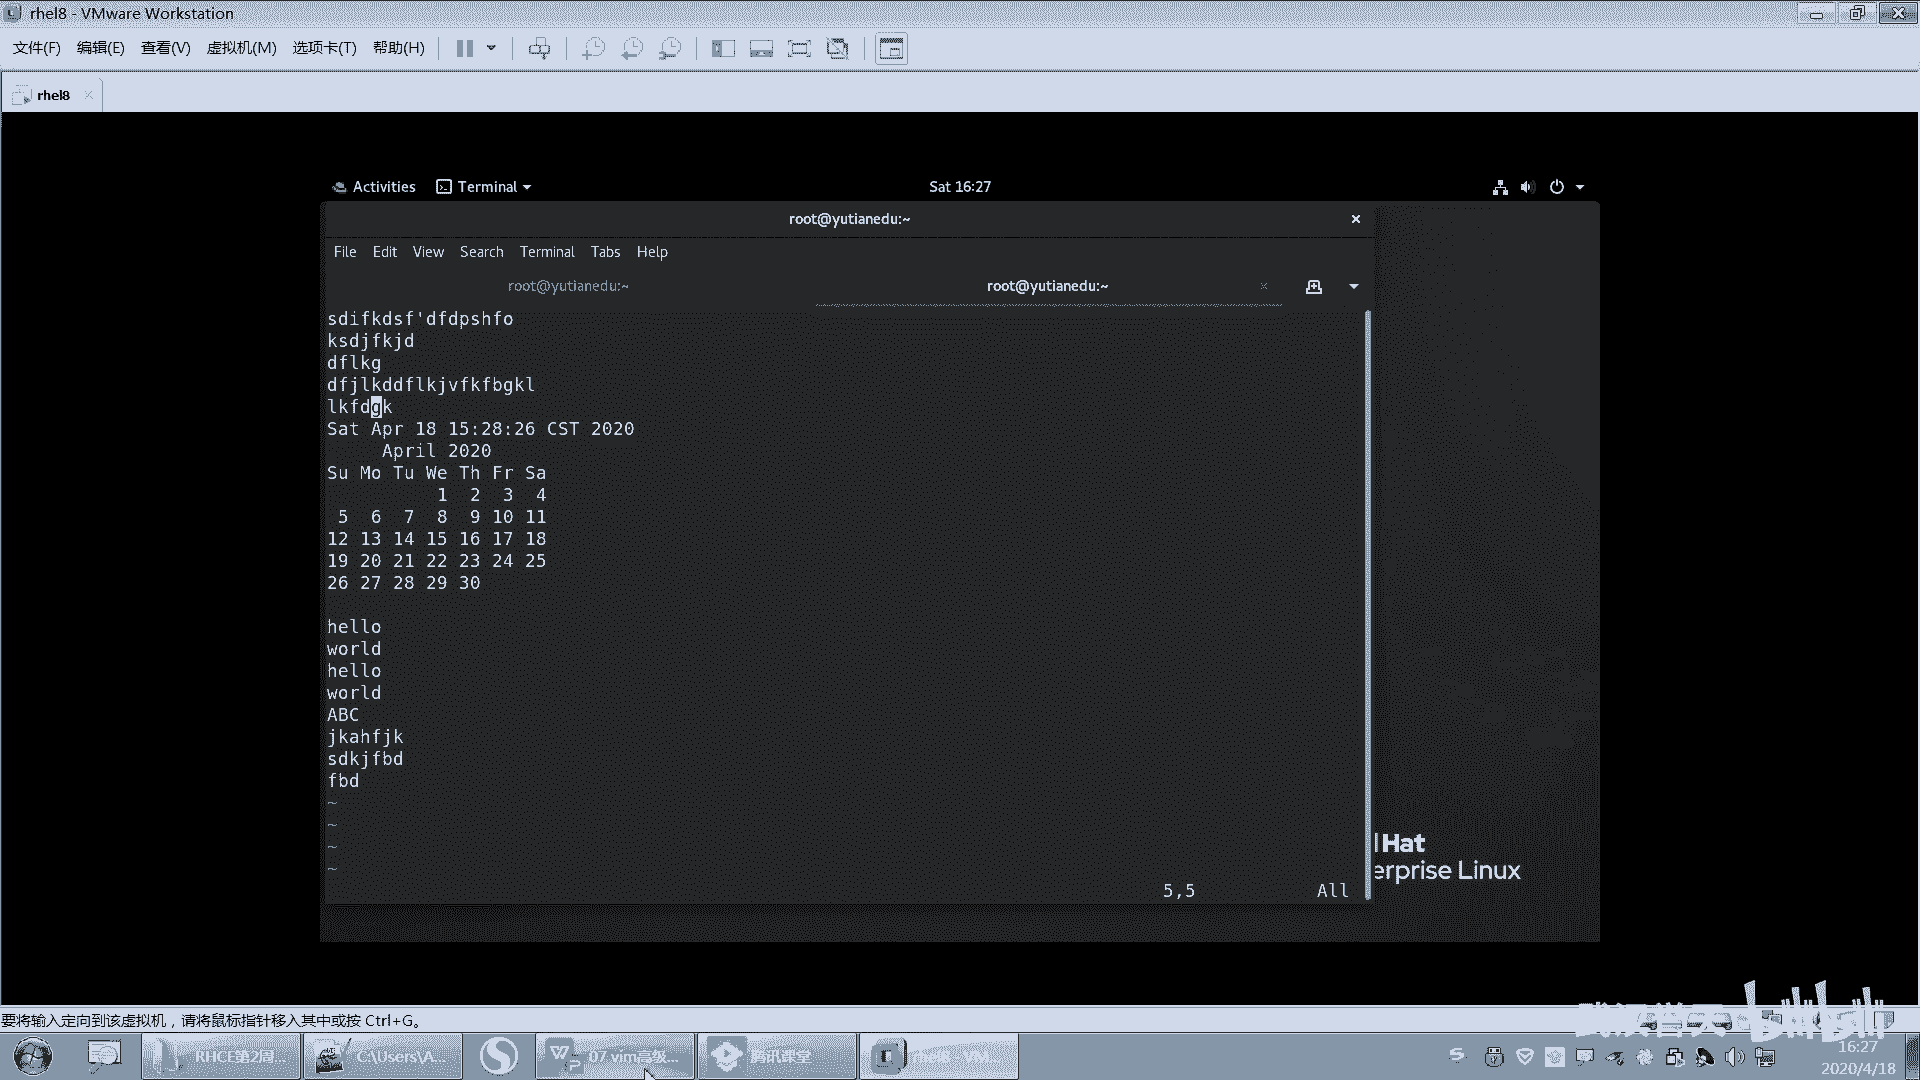 rhel8 - VMware Workstation
文件(F) 编辑(E) 查看(V) 虚拟机(M) 选项卡(T) 帮助(H)
rhel8
Activities Terminal Sat 16:27
root@yutianedu:~
File Edit View Search Terminal Tabs Help
root@yutianedu:~ root@yutianedu:~
sdifkdsf'dfdpshfo
ksdjfkjd
dflkg
dfjlkddflkjvfkfbgkl
lkfdgk
Sat Apr 18 15:28:26 CST 2020
April 2020
Su Mo Tu We Th Fr Sa
1 2 3 4
5 6 7 8 9 10 11
12 13 14 15 16 17 18
19 20 21 22 23 24 25
26 27 28 29 30
hello
world
hello
world
ABC
jkahfjk
sdkjfbd
fbd
~
~
~
~
5,5 All
Hat
erprise Linux
要将输入定向到该虚拟机，请将鼠标指针移入其中或按 Ctrl+G。
RHCE第2周... C:\Users\A... 07.vim高级... 腾讯课堂 rhel8 - VM...
16:27
2020/4/18